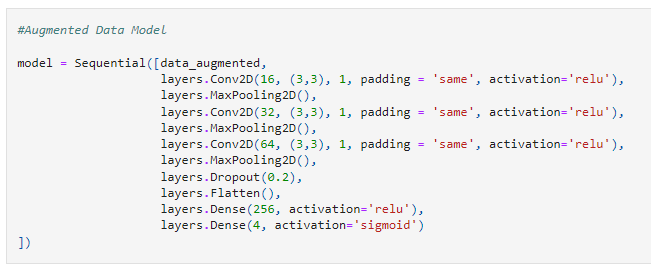 #Augmented Data Model
model = Sequential([data_augmented,
layers.Conv2D(16, (3,3), 1, padding = 'same', activation='relu'),
layers.MaxPooling2D(),
layers.Conv2D(32, (3,3), 1, padding = 'same', activation='relu'),
layers.MaxPooling2D(),
layers.Conv2D(64, (3,3), 1, padding = 'same', activation='relu'),
layers.MaxPooling2D(),
layers.Dropout(0.2),
layers.Flatten(),
layers.Dense(256, activation='relu'),
layers.Dense(4, activation='sigmoid')
])